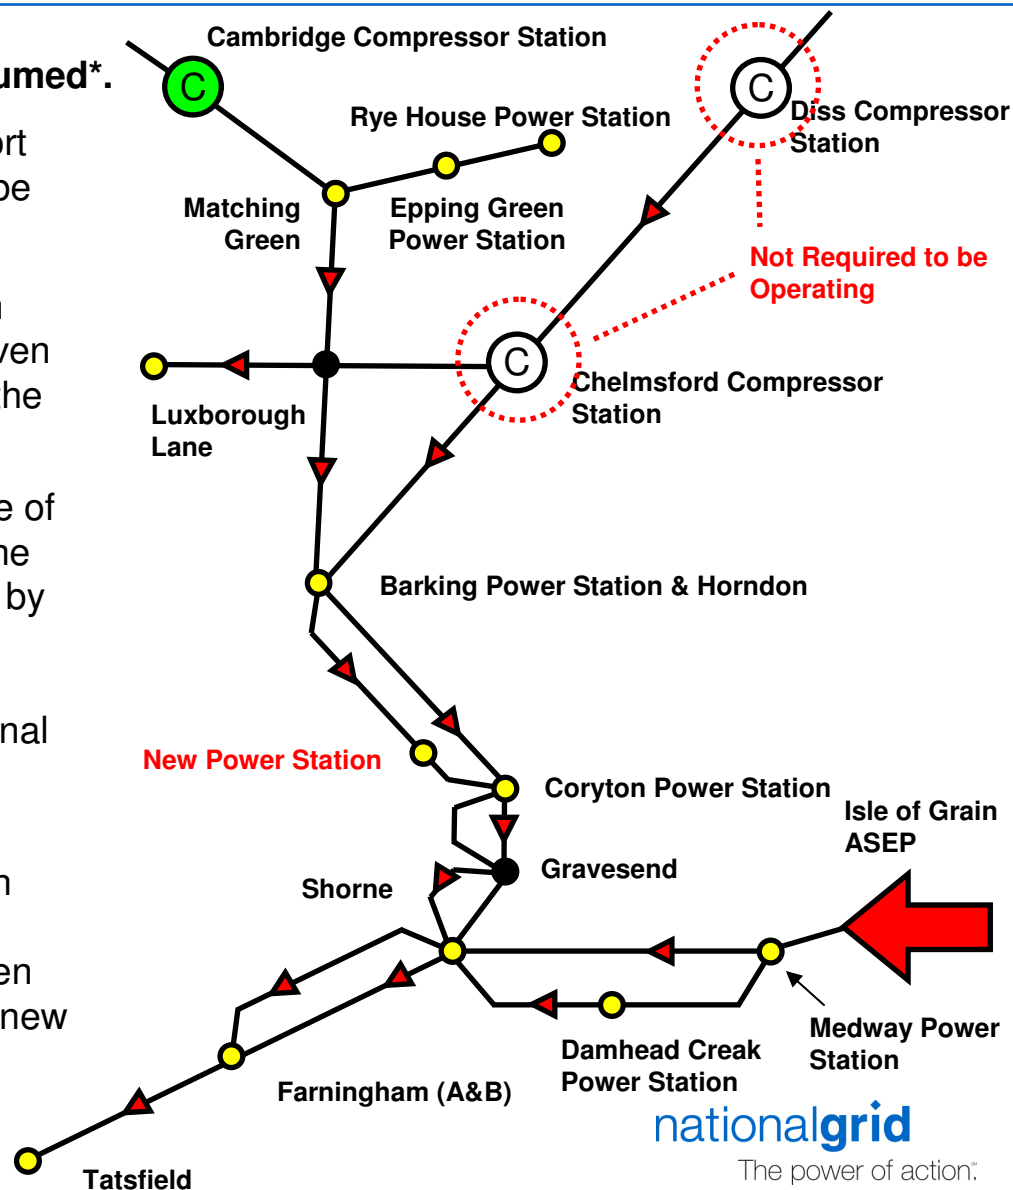 Cambridge Compressor Station
umed*.
C
C
Diss Compressor
Station
Rye House Power Station
ort
be
Matching
Green
Epping Green
Power Station
Not Required to be
Operating
n
ven
the
C
Chelmsford Compressor
Station
Luxborough
Lane
e of
he
by
Barking Power Station & Horndon
nal
New Power Station
Coryton Power Station
Isle of Grain
ASEP
Gravesend
Shorne
n
en
new
Medway Power
Station
Damhead Creak
Power Station
Farningham (A&B)
nationalgrid
The power of action.™
Tatsfield